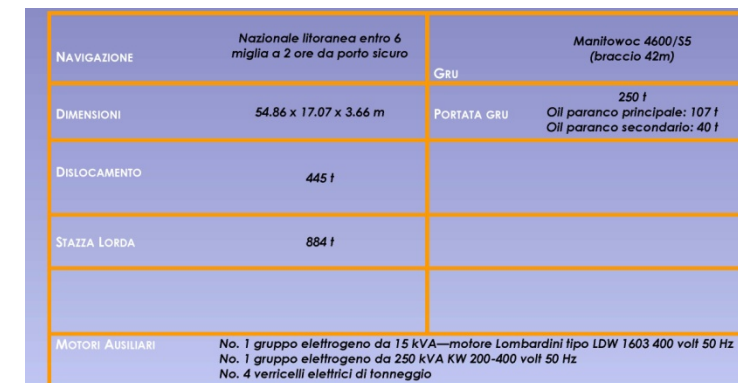 NAVIGAZIONE
Nazionale litoranea entro 6
miglia a 2 ore da porto sicuro
GRU
Manitowoc 4600/S5
(braccio 42m)
DIMENSIONI
54.86 x 17.07 x 3.66 m
PORTATA GRU
250 t
Oil paranco principale: 107 t
Oil paranco secondario: 40 t
DISLOCAMENTO
445 t
STAZZA LORDA
884 t
MOTORI AUSILIARI
No. 1 gruppo elettrogeno da 15 kVA—motore Lombardini tipo LDW 1603 400 volt 50 Hz
No. 1 gruppo elettrogeno da 250 kVA KW 200-400 volt 50 Hz
No. 4 verricelli elettrici di tonneggio